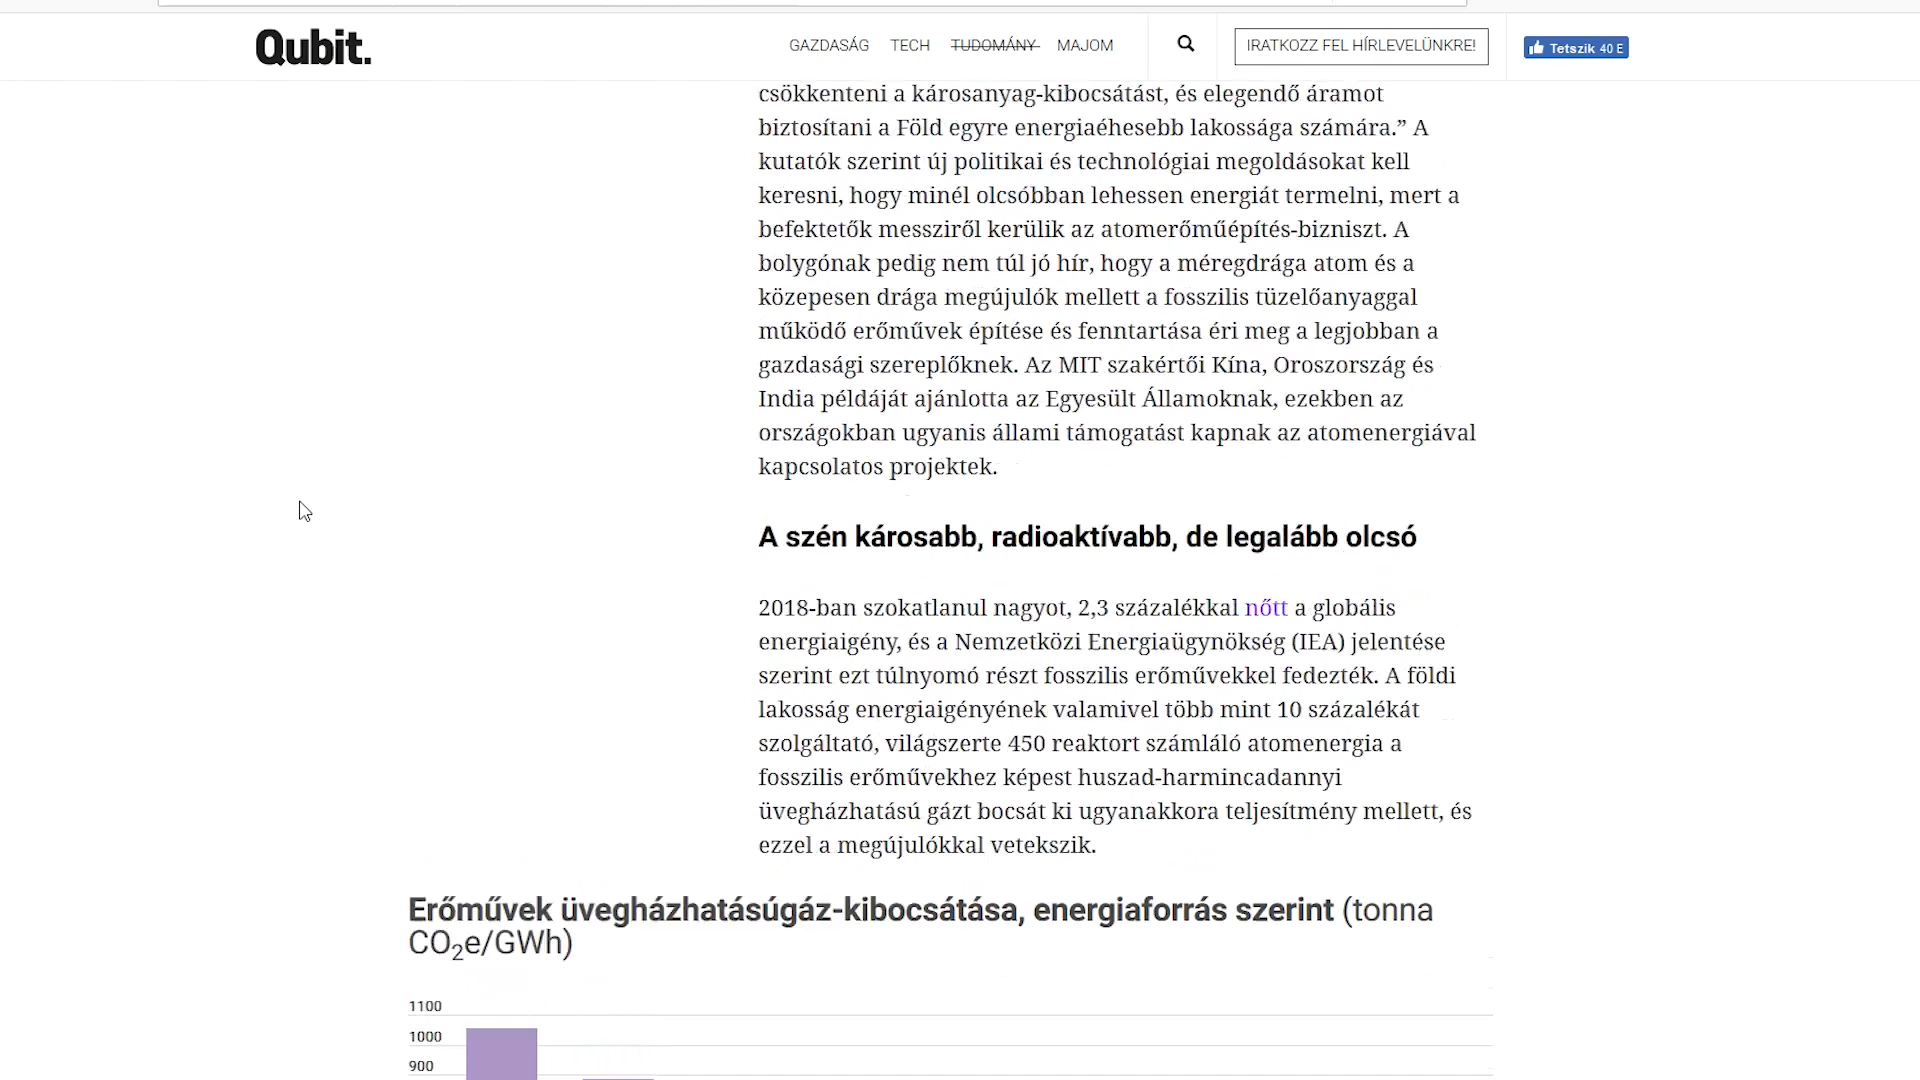 Qubit.
GAZDASÁG TECH TUDOMÁNY MAJOM
IRATKOZZ FEL HÍRLEVELÜNKRE!
Tetszik 40 E
csökkenteni a károsanyag-kibocsátást, és elegendő áramot
biztosítani a Föld egyre energiaéhesebb lakossága számára.” A
kutatók szerint új politikai és technológiai megoldásokat kell
keresni, hogy minél olcsóbban lehessen energiát termelni, mert a
befektetők messziről kerülik az atomerőműépítés-bizniszt. A
bolygónak pedig nem túl jó hír, hogy a méregdrága atom és a
közepesen drága megújulók mellett a fosszilis tüzelőanyaggal
működő erőművek építése és fenntartása éri meg a legjobban a
gazdasági szereplőknek. Az MIT szakértői Kína, Oroszország és
India példáját ajánlotta az Egyesült Államoknak, ezekben az
országokban ugyanis állami támogatást kapnak az atomenergiával
kapcsolatos projektek.
A szén károsabb, radioaktívabb, de legalább olcsó
2018-ban szokatlanul nagyot, 2,3 százalékkal nőtt a globális
energiaigény, és a Nemzetközi Energiaügynökség (IEA) jelentése
szerint ezt túlnyomó részt fosszilis erőművekkel fedezték. A földi
lakosság energiaigényének valamivel több mint 10 százalékát
szolgáltató, világszerte 450 reaktort számláló atomenergia a
fosszilis erőművekhez képest huszad-harmincadannyi
üvegházhatású gázt bocsát ki ugyanakkora teljesítmény mellett, és
ezzel a megújulókkal vetekszik.
Erőművek üvegházhatásúgáz-kibocsátása, energiaforrás szerint (tonna
CO₂e/GWh)
1100
1000
900